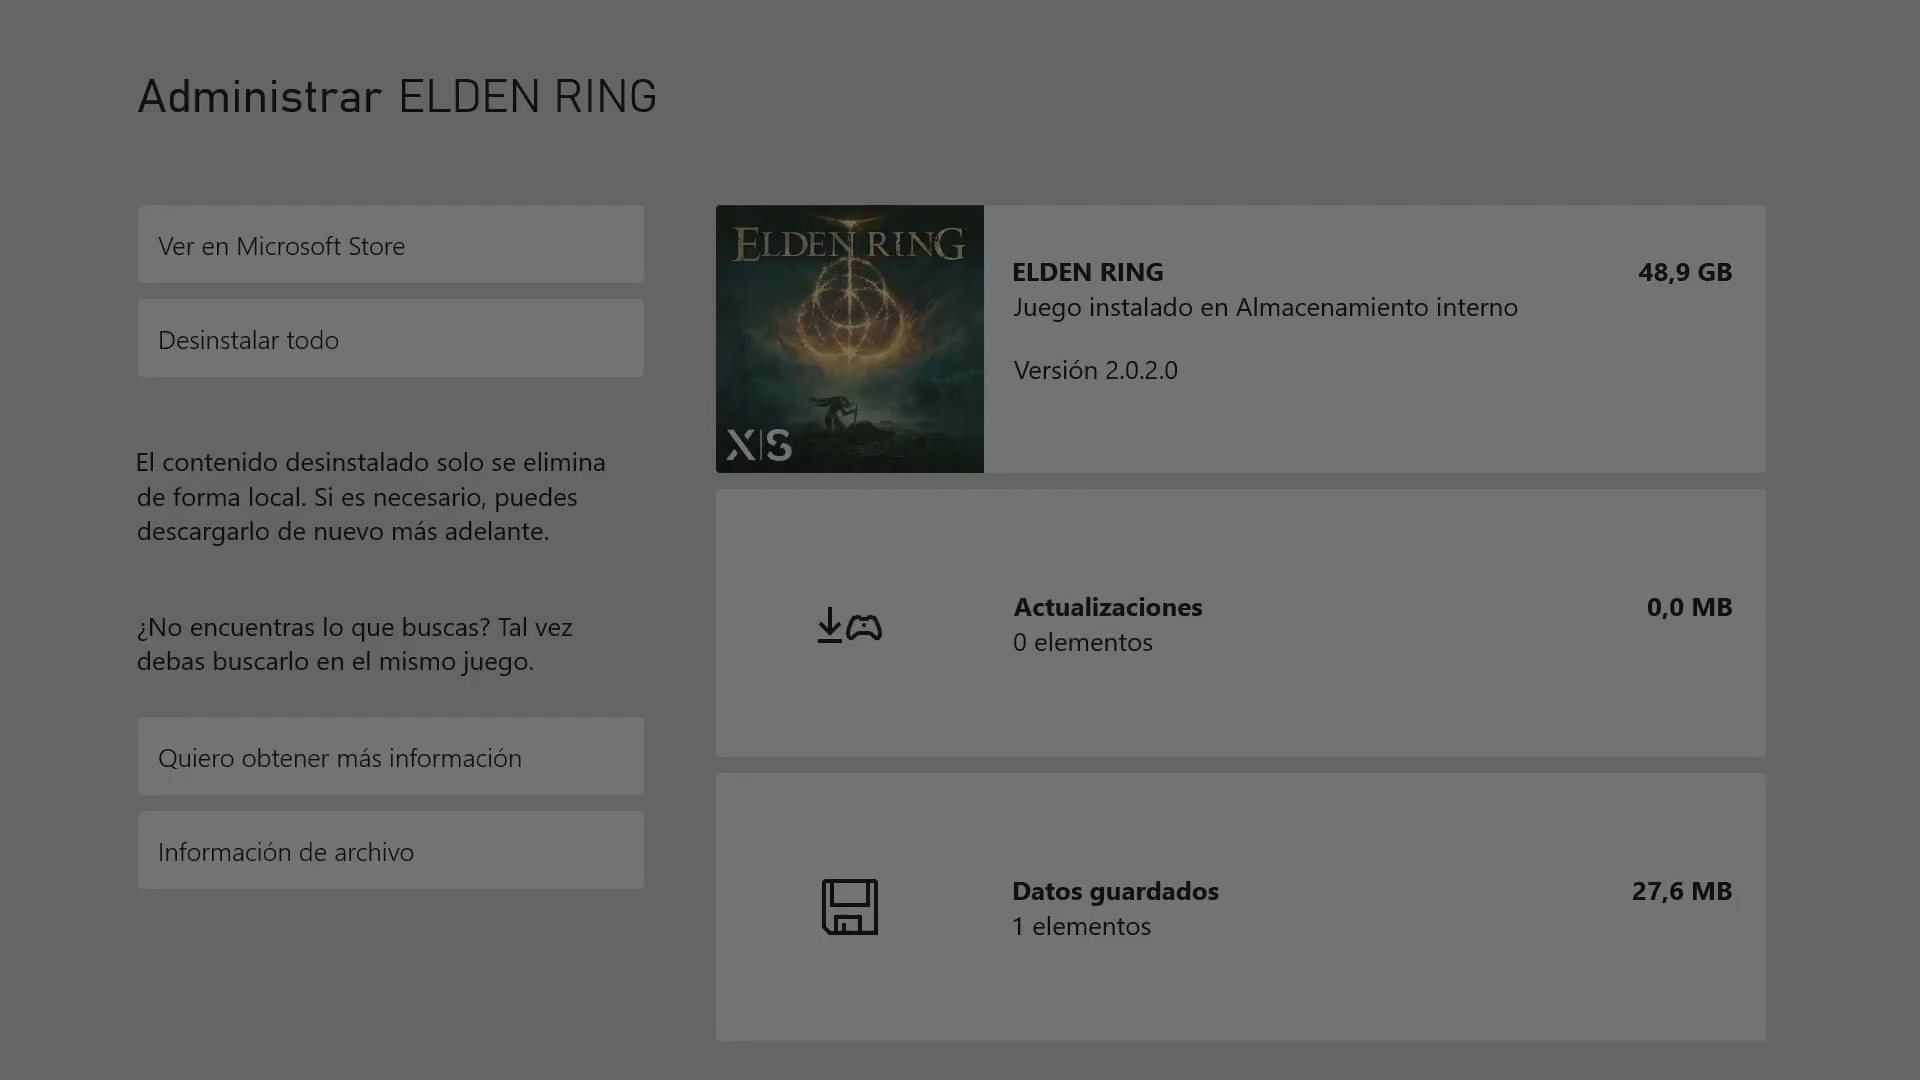 Administrar ELDEN RING
Ver en Microsoft Store
Desinstalar todo
El contenido desinstalado solo se elimina
de forma local. Si es necesario, puedes
descargarlo de nuevo más adelante.
¿No encuentras lo que buscas? Tal vez
debas buscarlo en el mismo juego.
Quiero obtener más información
Información de archivo
ELDEN RING
X|S
ELDEN RING
48,9 GB
Juego instalado en Almacenamiento interno
Versión 2.0.2.0
Actualizaciones
0,0 MB
0 elementos
Datos guardados
27,6 MB
1 elementos